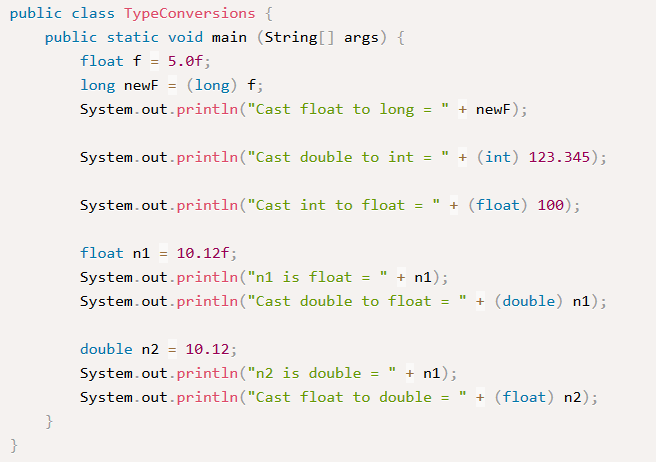 public class TypeConversions {
    public static void main (String[] args) {
        float f = 5.0f;
        long newF = (long) f;
        System.out.println("Cast float to long = " + newF);
        System.out.println("Cast double to int = " + (int) 123.345);
        System.out.println("Cast int to float = " + (float) 100);
        float n1 = 10.12f;
        System.out.println("n1 is float = " + n1);
        System.out.println("Cast double to float = " + (double) n1);
        double n2 = 10.12;
        System.out.println("n2 is double = " + n1);
        System.out.println("Cast float to double = " + (float) n2);
    }
}